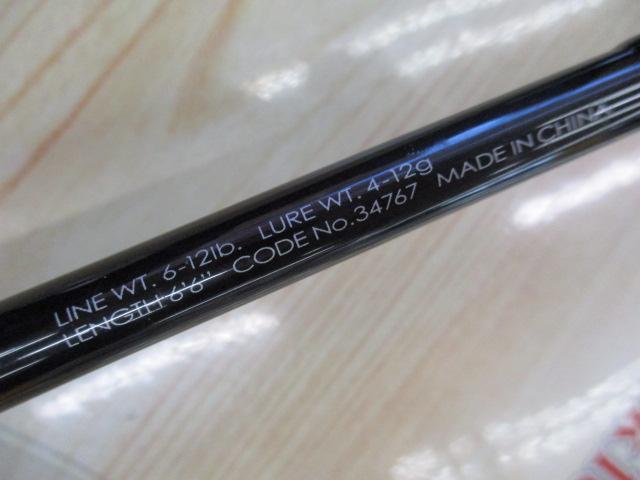 LINE WT. 6-12lb. LURE WT. 4-12g
LENGTH 6'6" CODE No.34767 MADE IN CHINA